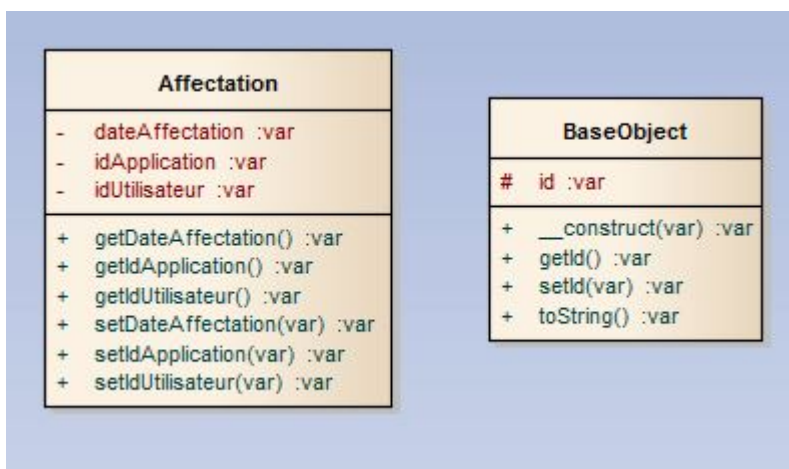 Affectation
- dateAffectation :var
- idApplication :var
- idUtilisateur :var
+ getDateAffectation() :var
+ getIdApplication() :var
+ getIdUtilisateur() :var
+ setDateAffectation(var) :var
+ setIdApplication(var) :var
+ setIdUtilisateur(var) :var
BaseObject
# id :var
+ __construct(var) :var
+ getId() :var
+ setId(var) :var
+ toString() :var